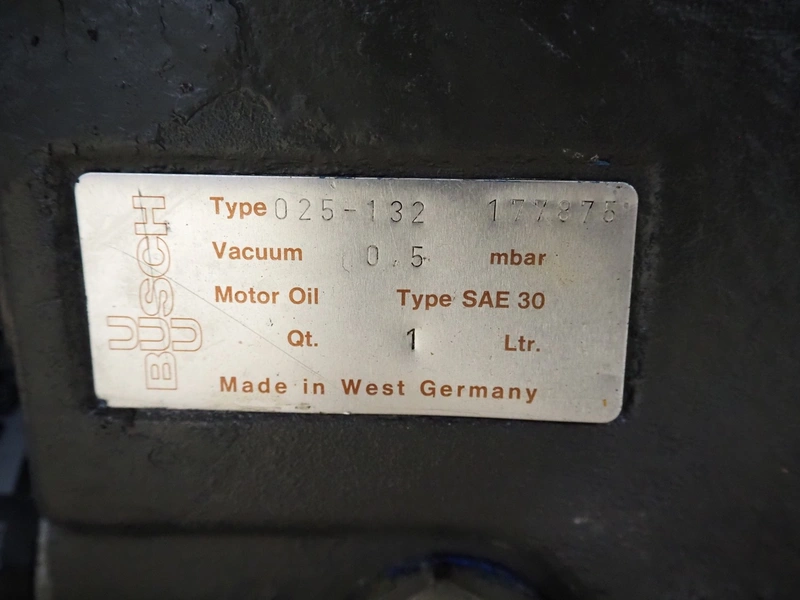 BUSCH
Type 025-132 177876
Vacuum 0.5 mbar
Motor Oil Type SAE 30
Qt. 1 Ltr.
Made in West Germany